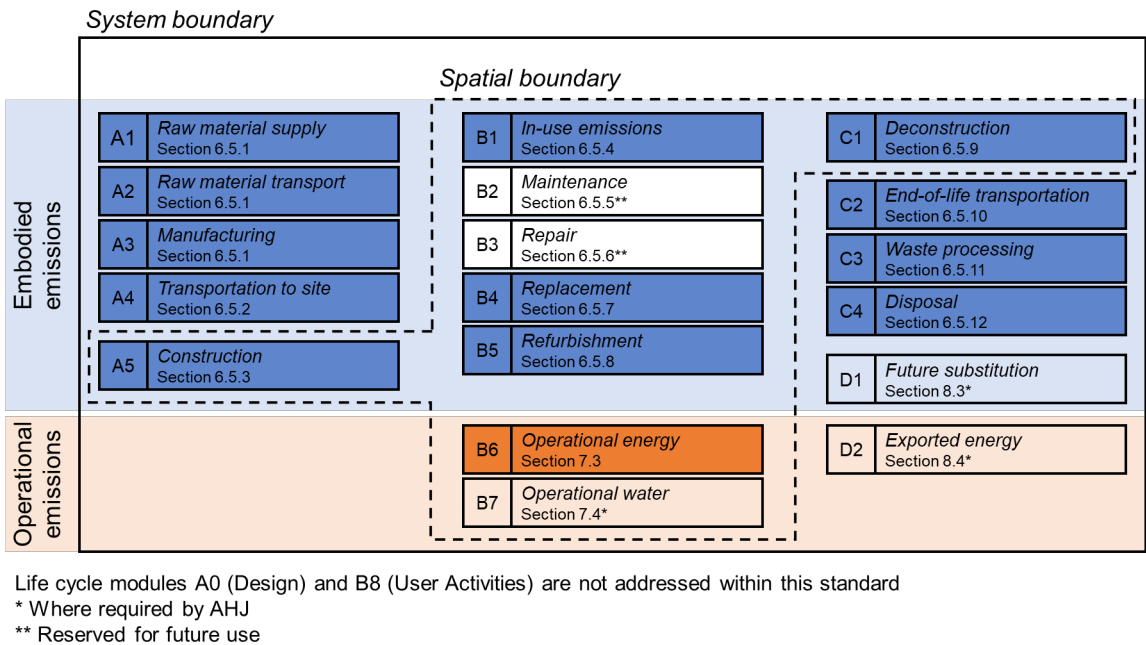 System boundary
Spatial boundary
Embodied
emissions
A1
Raw material supply
Section 6.5.1
A2
Raw material transport
Section 6.5.1
A3
Manufacturing
Section 6.5.1
A4
Transportation to site
Section 6.5.2
A5
Construction
Section 6.5.3
B1
In-use emissions
Section 6.5.4
B2
Maintenance
Section 6.5.5**
B3
Repair
Section 6.5.6**
B4
Replacement
Section 6.5.7
B5
Refurbishment
Section 6.5.8
C1
Deconstruction
Section 6.5.9
C2
End-of-life transportation
Section 6.5.10
C3
Waste processing
Section 6.5.11
C4
Disposal
Section 6.5.12
D1
Future substitution
Section 8.3*
Operational
emissions
B6
Operational energy
Section 7.3
B7
Operational water
Section 7.4*
D2
Exported energy
Section 8.4*
Life cycle modules A0 (Design) and B8 (User Activities) are not addressed within this standard
* Where required by AHJ
** Reserved for future use